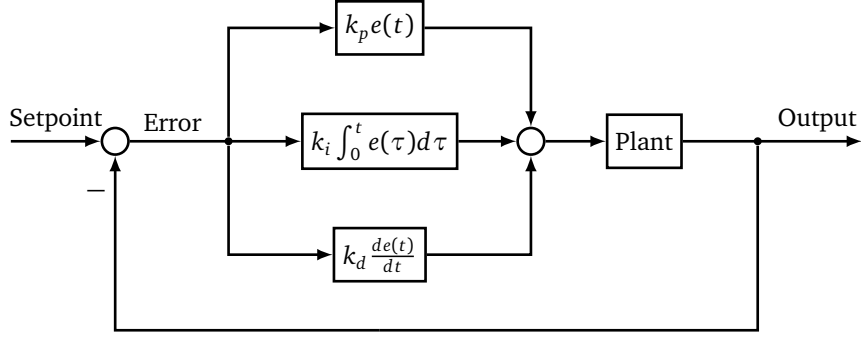 k_p e(t)
Setpoint
Error
k_i ∫_0^t e(τ)dτ
Plant
Output
−
k_d de(t)/dt